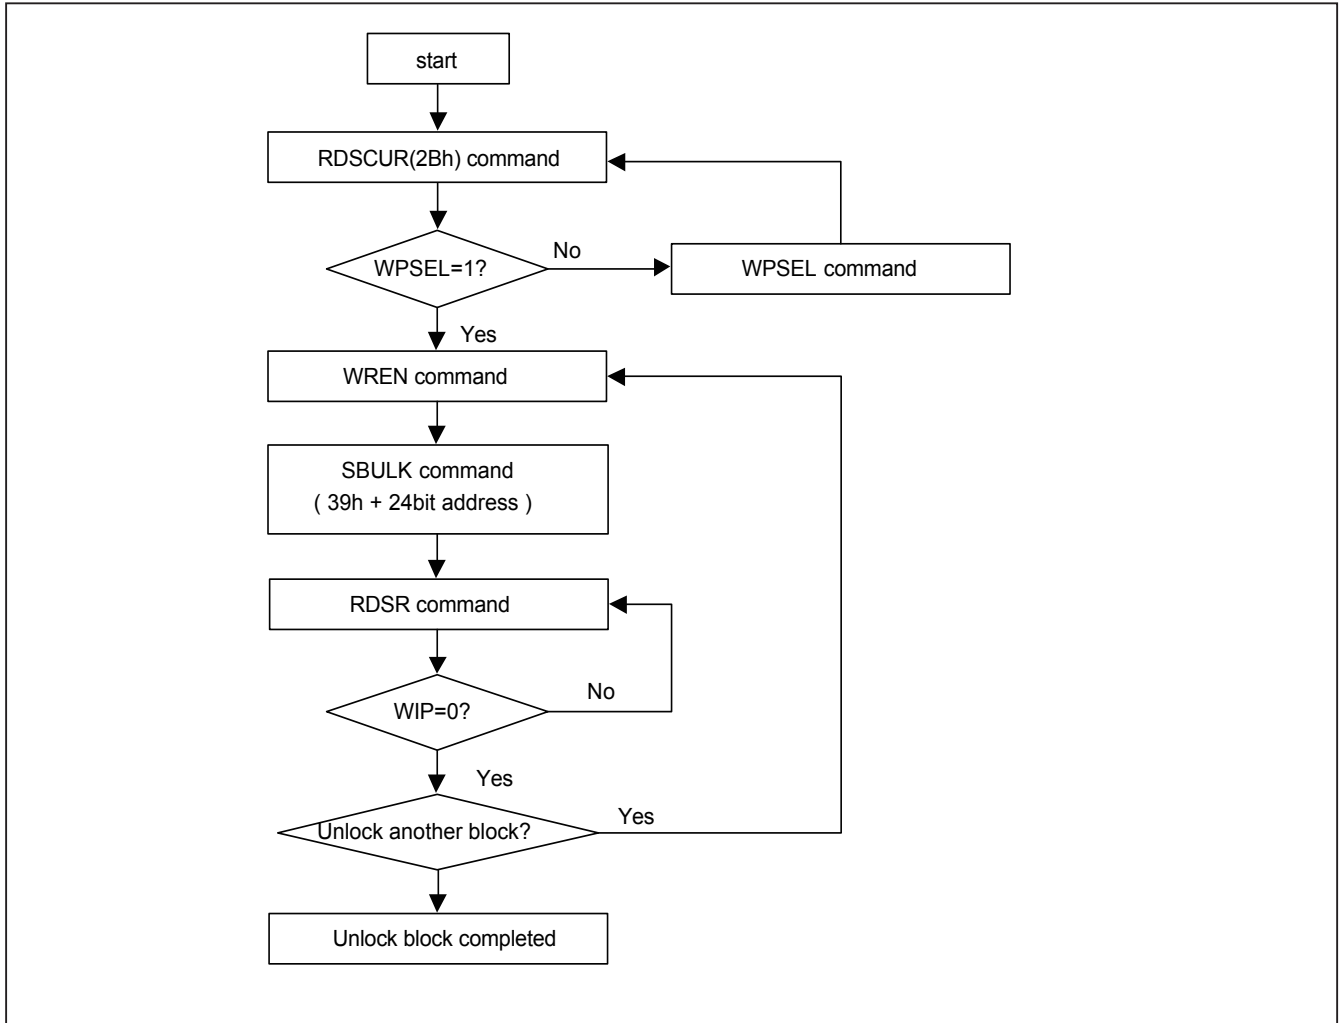 start
RDSCUR(2Bh) command
WPSEL=1?
No
WPSEL command
Yes
WREN command
SBULK command
( 39h + 24bit address )
RDSR command
WIP=0?
No
Yes
Unlock another block?
Yes
Unlock block completed